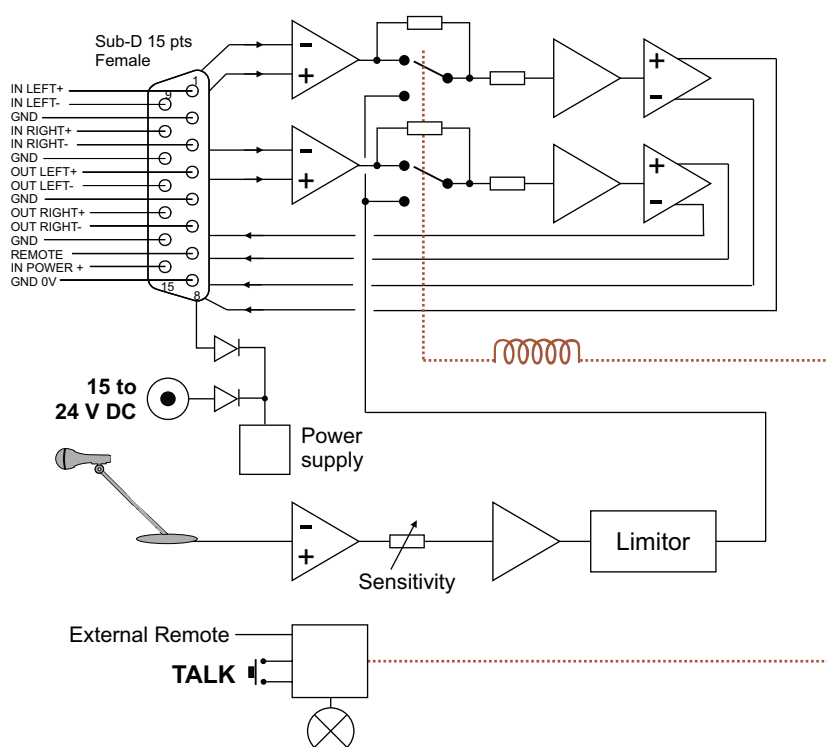 Sub-D 15 pts
Female
1
9
IN LEFT+
IN LEFT-
GND
IN RIGHT+
IN RIGHT-
GND
OUT LEFT+
OUT LEFT-
GND
OUT RIGHT+
OUT RIGHT-
GND
REMOTE
IN POWER +
GND 0V
15
8
- + - +
- + - +
15 to
24 V DC
Power
supply
- +
Sensitivity
Limitor
External Remote
TALK